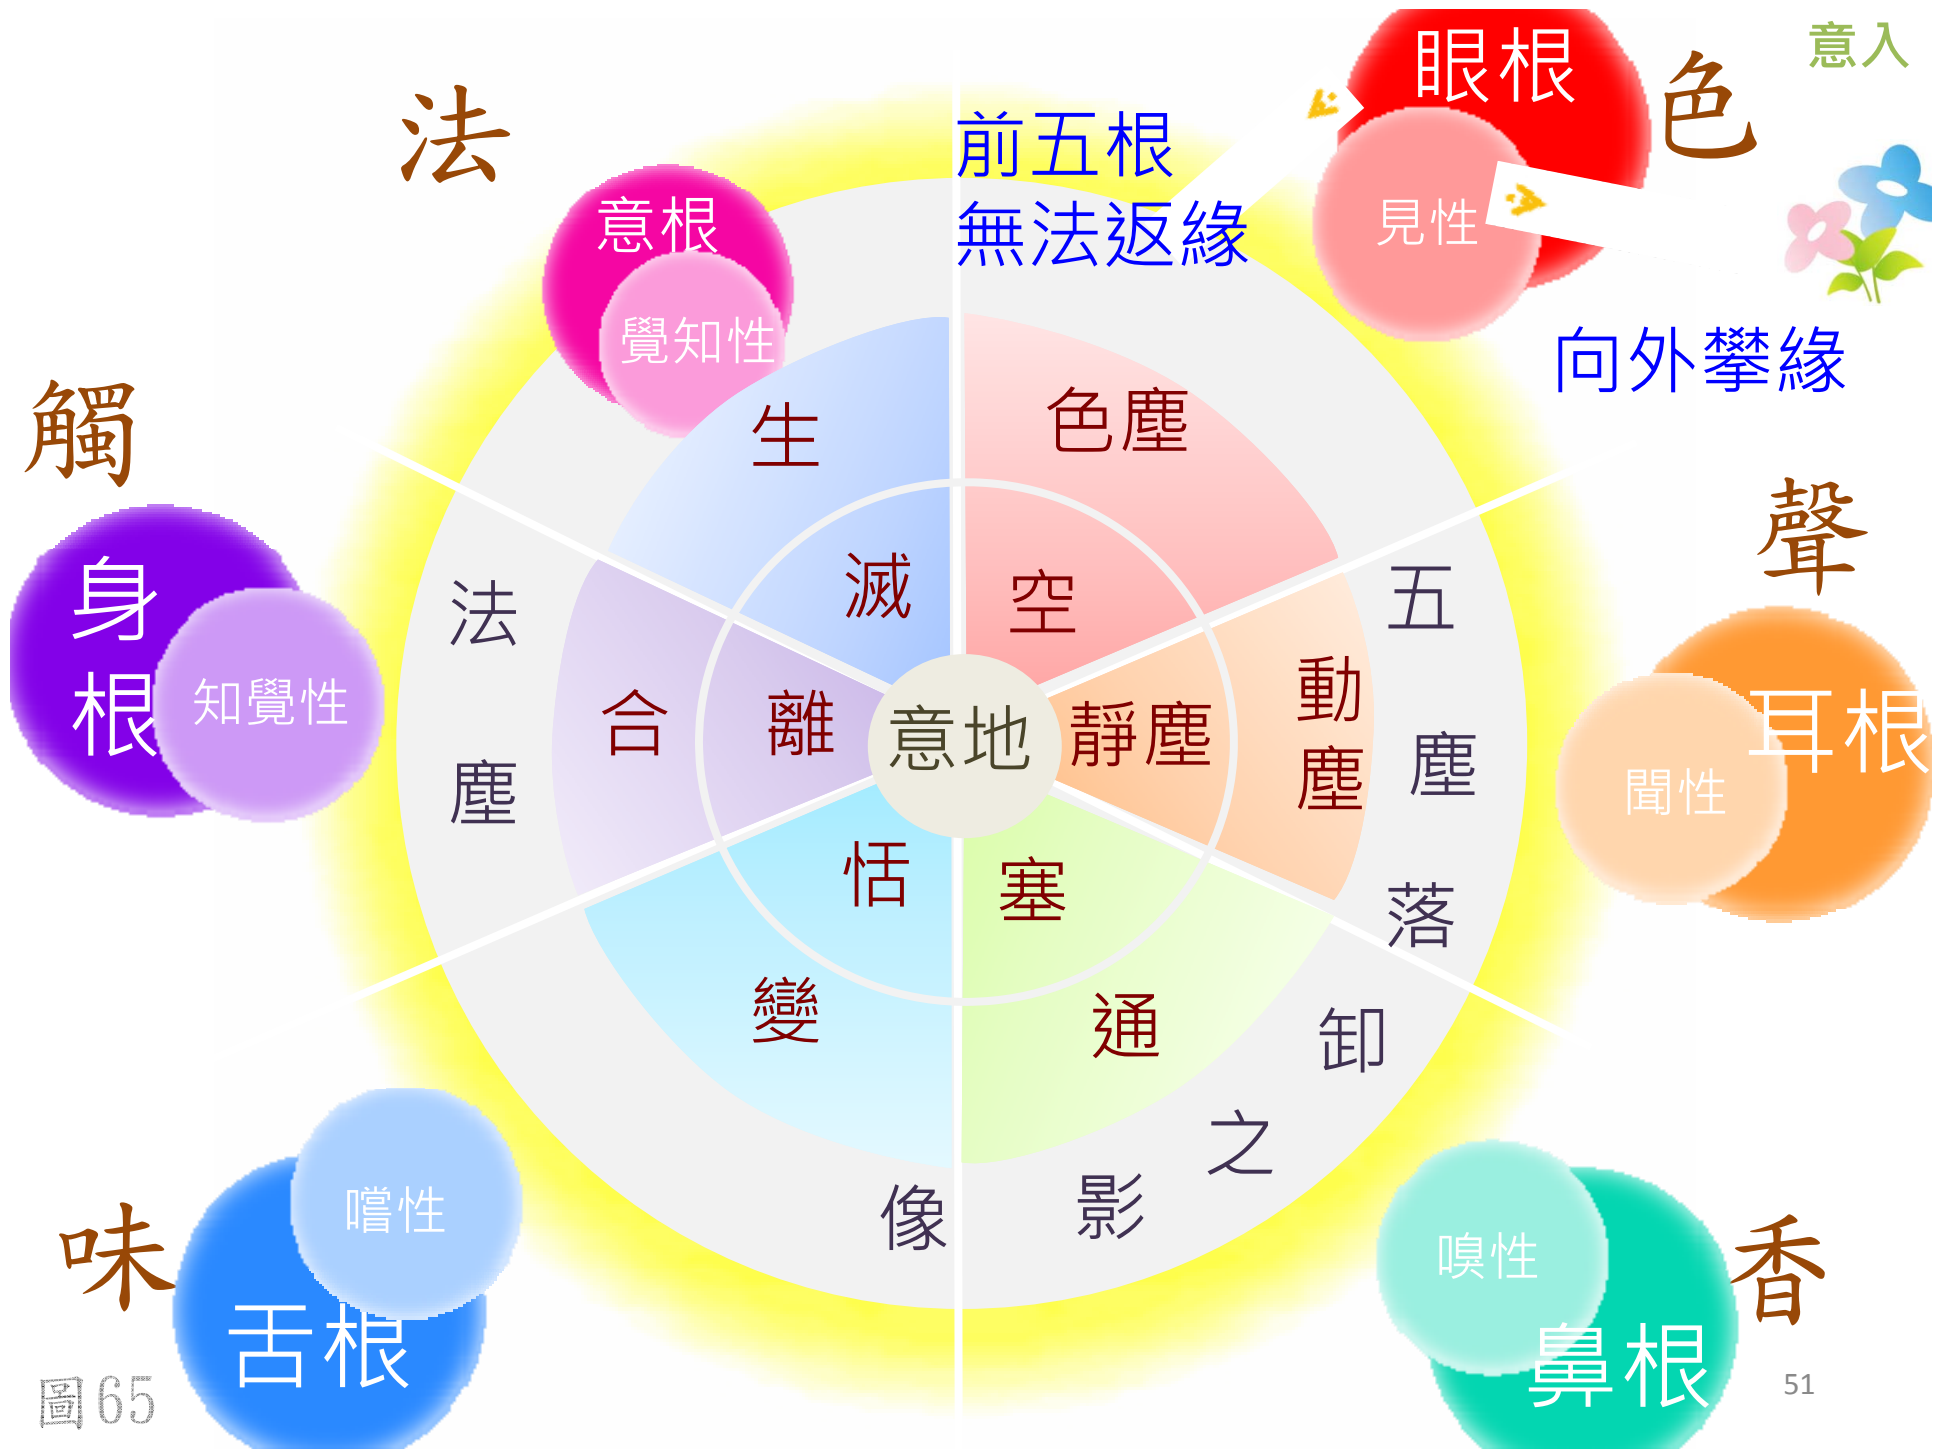 意入
眼根
色
見性
前五根
無法返緣
向外攀緣
法
意根
覺知性
觸
身
根
知覺性
聲
耳根
聞性
味
嚐性
舌根
香
嗅性
鼻根
生
滅
色塵
空
合
離
意地
靜塵
動
塵
恬
變
塞
通
法
塵
五
塵
落
卸
之
影
像
圖65
51